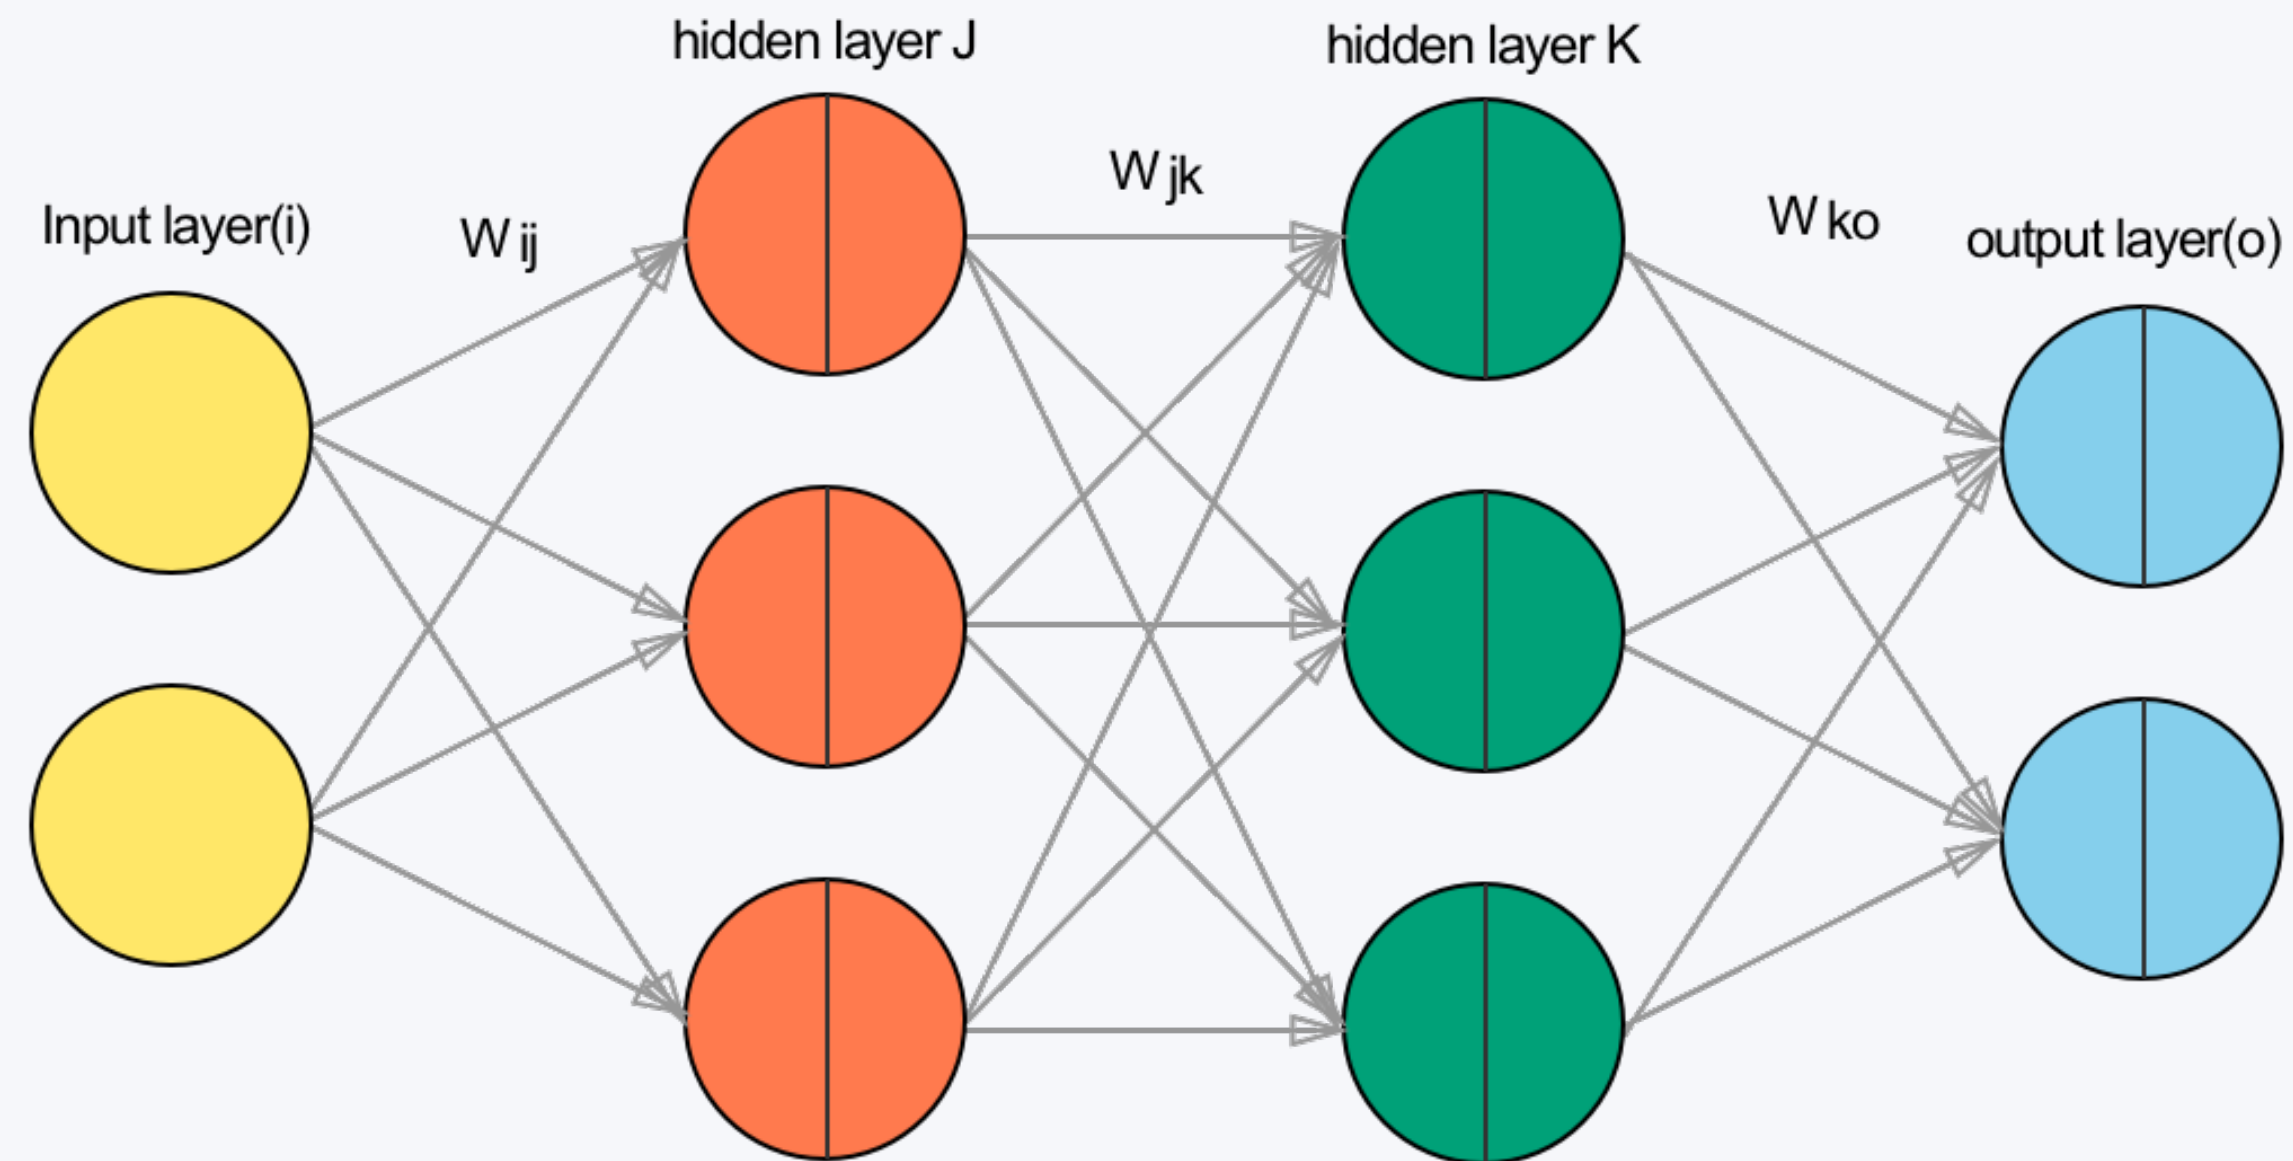 hidden layer J
hidden layer K
W jk
Input layer(i)
W ij
W ko
output layer(o)